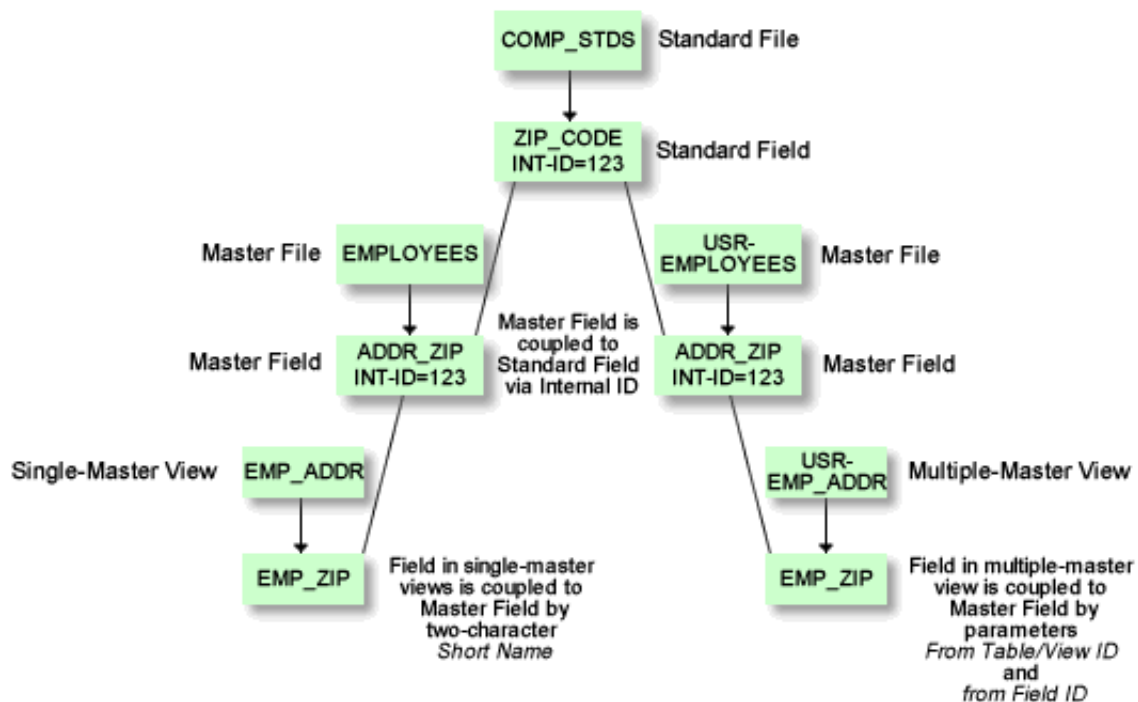 COMP_STDS
Standard File
ZIP_CODE
INT-ID=123
Standard Field
Master File
EMPLOYEES
USR-
EMPLOYEES
Master File
Master Field is
coupled to
Standard Field
via Internal ID
Master Field
ADDR_ZIP
INT-ID=123
ADDR_ZIP
INT-ID=123
Master Field
Single-Master View
EMP_ADDR
USR-
EMP_ADDR
Multiple-Master View
EMP_ZIP
Field in single-master
views is coupled to
Master Field by
two-character
Short Name
EMP_ZIP
Field in multiple-master
view is coupled to
Master Field by
parameters
From Table/View ID
and
from Field ID